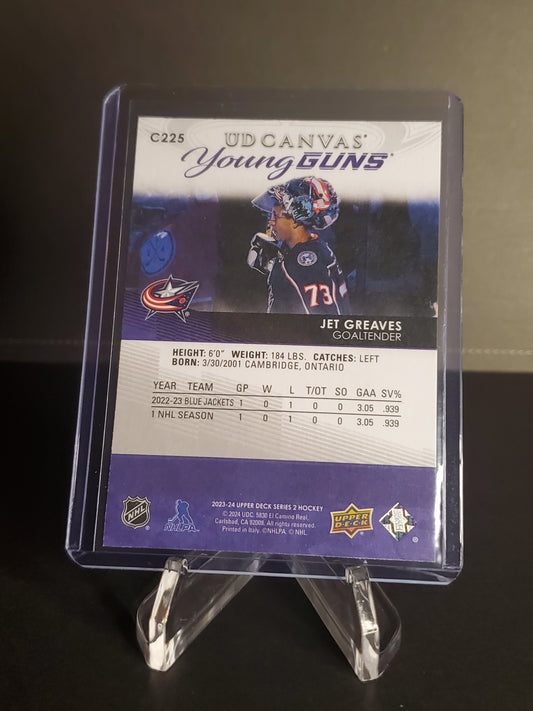 C225
UD CANVAS
Young GUNS
73
JET GREAVES
GOALTENDER
HEIGHT: 6'0" WEIGHT: 184 LBS. CATCHES: LEFT
BORN: 3/30/2001 CAMBRIDGE, ONTARIO
YEAR TEAM GP W L T/OT SO GAA SV%
2022-23 BLUE JACKETS 1 0 1 0 0 3.05 .939
1 NHL SEASON 1 0 1 0 0 3.05 .939
2023-24 UPPER DECK SERIES 2 HOCKEY
© 2024 UDC. 5830 El Camino Real,
Carlsbad, CA 92008. All rights reserved.
Printed in Italy. ©NHLPA. © NHL.
NHL
NHLPA
UPPER
DECK
®